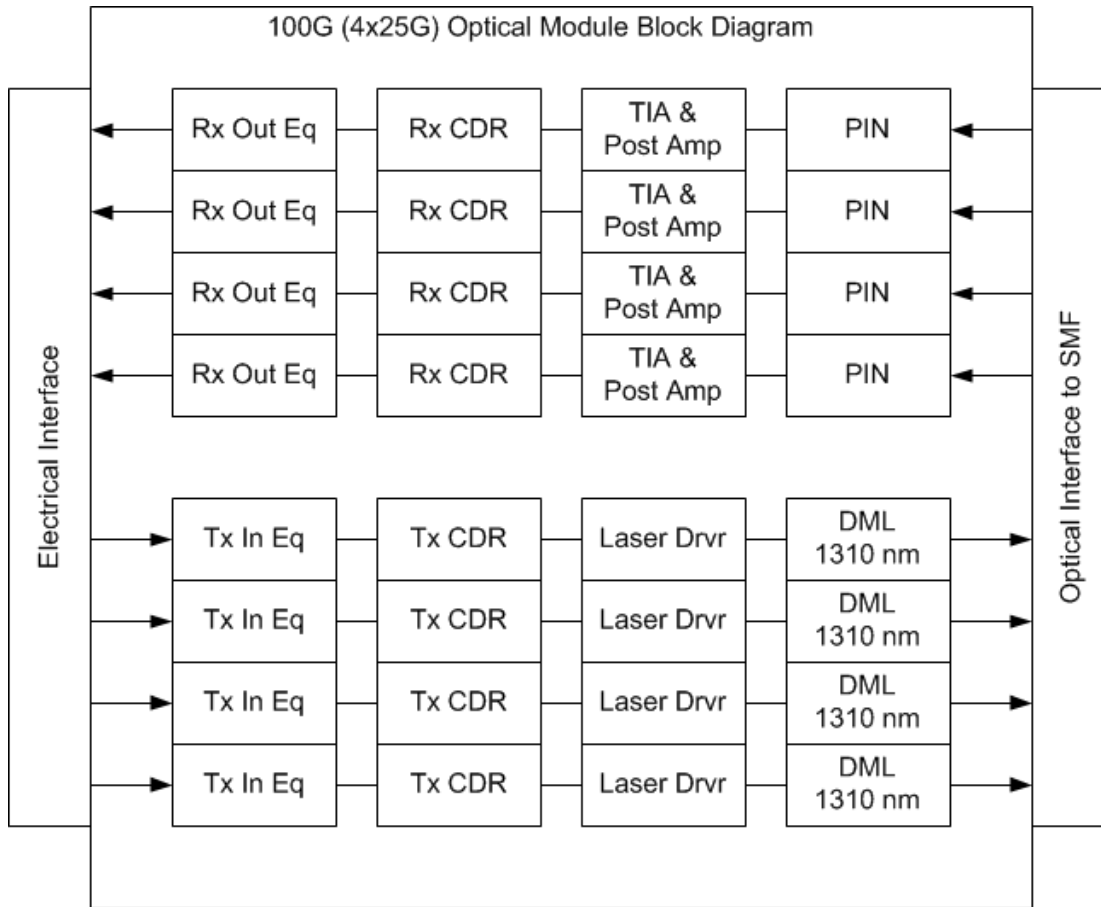 100G (4x25G) Optical Module Block Diagram
Electrical Interface
Rx Out Eq
Rx CDR
TIA &
Post Amp
PIN
Rx Out Eq
Rx CDR
TIA &
Post Amp
PIN
Rx Out Eq
Rx CDR
TIA &
Post Amp
PIN
Rx Out Eq
Rx CDR
TIA &
Post Amp
PIN
Tx In Eq
Tx CDR
Laser Drvr
DML
1310 nm
Tx In Eq
Tx CDR
Laser Drvr
DML
1310 nm
Tx In Eq
Tx CDR
Laser Drvr
DML
1310 nm
Tx In Eq
Tx CDR
Laser Drvr
DML
1310 nm
Optical Interface to SMF